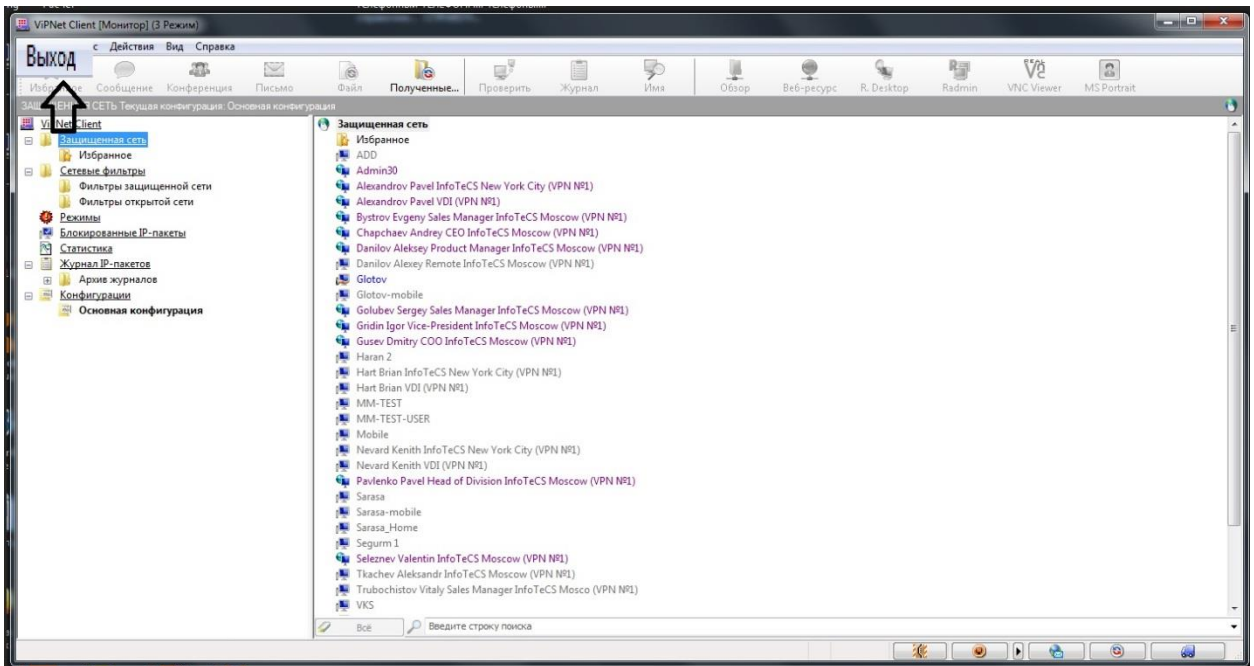 ViPNet Client [Монитор] (3 Режим)
Выход
с Действия Вид Справка
Сообщение Конференция Письмо Файл Полученные... Проверить Журнал Имя Обзор Веб-ресурс R. Desktop Radmin VNC Viewer MS Portrait
СЕТЬ Текущая конфигурация: Основная конфигурация
ViPNet Client
Защищенная сеть
Избранное
Сетевые фильтры
Фильтры защищенной сети
Фильтры открытой сети
Режимы
Блокированные IP-пакеты
Статистика
Журнал IP-пакетов
Архив журналов
Конфигурации
Основная конфигурация
Защищенная сеть
Избранное
ADD
Admin30
Alexandrov Pavel InfoTeCS New York City (VPN №1)
Alexandrov Pavel VDI (VPN №1)
Bystrov Evgeny Sales Manager InfoTeCS Moscow (VPN №1)
Chapchaev Andrey CEO InfoTeCS Moscow (VPN №1)
Danilov Aleksey Product Manager InfoTeCS Moscow (VPN №1)
Danilov Alexey Remote InfoTeCS Moscow (VPN №1)
Glotov
Glotov-mobile
Golubev Sergey Sales Manager InfoTeCS Moscow (VPN №1)
Gridin Igor Vice-President InfoTeCS Moscow (VPN №1)
Gusev Dmitry COO InfoTeCS Moscow (VPN №1)
Haran 2
Hart Brian InfoTeCS New York City (VPN №1)
Hart Brian VDI (VPN №1)
MM-TEST
MM-TEST-USER
Mobile
Nevard Kenith InfoTeCS New York City (VPN №1)
Nevard Kenith VDI (VPN №1)
Pavlenko Pavel Head of Division InfoTeCS Moscow (VPN №1)
Sarasa
Sarasa-mobile
Sarasa_Home
Segurm 1
Seleznev Valentin InfoTeCS Moscow (VPN №1)
Tkachev Aleksandr InfoTeCS Moscow (VPN №1)
Trubochistov Vitaly Sales Manager InfoTeCS Mosco (VPN №1)
VKS
Все Введите строку поиска